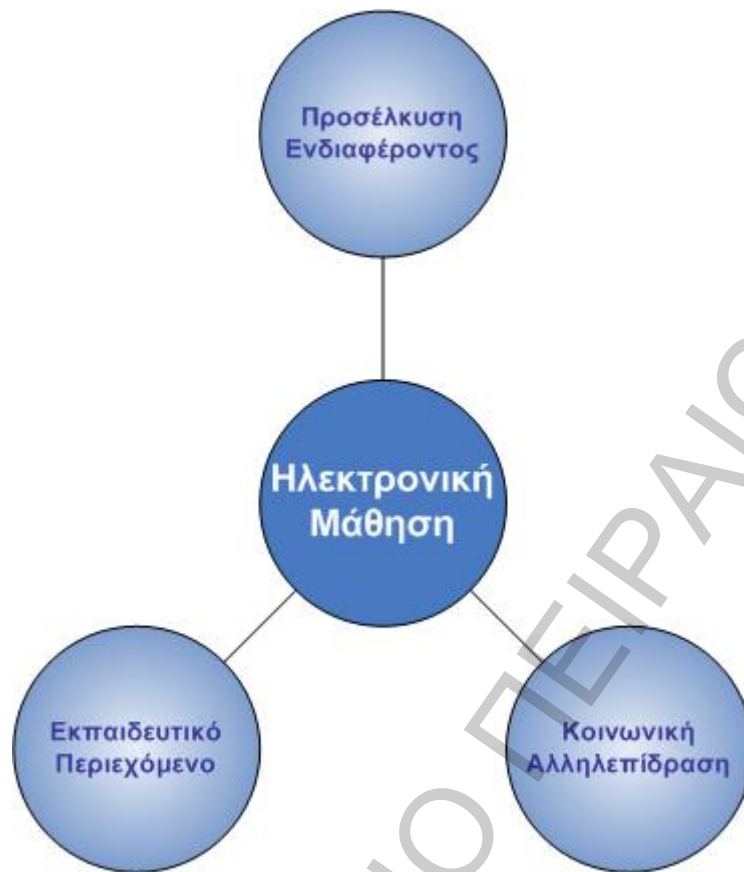 Προσέλκυση
Ενδιαφέροντος
Ηλεκτρονική
Μάθηση
Εκπαιδευτικό
Περιεχόμενο
Κοινωνική
Αλληλεπίδραση